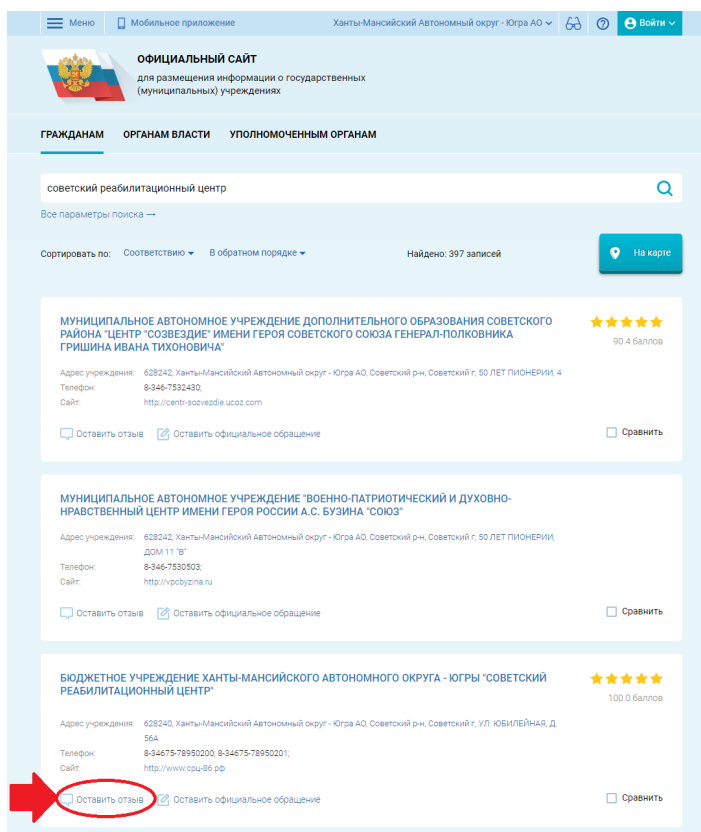 Меню
Мобильное приложение
Ханты-Мансийский Автономный округ - Югра АО
Войти
ОФИЦИАЛЬНЫЙ САЙТ
для размещения информации о государственных
(муниципальных) учреждениях
ГРАЖДАНАМ ОРГАНАМ ВЛАСТИ УПОЛНОМОЧЕННЫМ ОРГАНАМ
советский реабилитационный центр
Все параметры поиска →
Сортировать по: Соответствию В обратном порядке Найдено: 397 записей На карте
МУНИЦИПАЛЬНОЕ АВТОНОМНОЕ УЧРЕЖДЕНИЕ ДОПОЛНИТЕЛЬНОГО ОБРАЗОВАНИЯ СОВЕТСКОГО
РАЙОНА "ЦЕНТР "СОЗВЕЗДИЕ" ИМЕНИ ГЕРОЯ СОВЕТСКОГО СОЮЗА ГЕНЕРАЛ-ПОЛКОВНИКА
ГРИШИНА ИВАНА ТИХОНОВИЧА"
90.4 баллов
Адрес учреждения: 628242, Ханты-Мансийский Автономный округ - Югра АО, Советский р-н, Советский г, 50 ЛЕТ ПИОНЕРИИ, 4
Телефон: 8-346-7532430;
Сайт: http://centr-sozvezdie.ucoz.com
Оставить отзыв Оставить официальное обращение Сравнить
МУНИЦИПАЛЬНОЕ АВТОНОМНОЕ УЧРЕЖДЕНИЕ "ВОЕННО-ПАТРИОТИЧЕСКИЙ И ДУХОВНО-
НРАВСТВЕННЫЙ ЦЕНТР ИМЕНИ ГЕРОЯ РОССИИ А.С. БУЗИНА "СОЮЗ"
Адрес учреждения: 628242, Ханты-Мансийский Автономный округ - Югра АО, Советский р-н, Советский г, 50 ЛЕТ ПИОНЕРИИ,
ДОМ 11 "В"
Телефон: 8-346-7530503;
Сайт: http://vpcbyzina.ru
Оставить отзыв Оставить официальное обращение Сравнить
БЮДЖЕТНОЕ УЧРЕЖДЕНИЕ ХАНТЫ-МАНСИЙСКОГО АВТОНОМНОГО ОКРУГА - ЮГРЫ "СОВЕТСКИЙ
РЕАБИЛИТАЦИОННЫЙ ЦЕНТР"
100.0 баллов
Адрес учреждения: 628240, Ханты-Мансийский Автономный округ - Югра АО, Советский р-н, Советский г, УЛ. ЮБИЛЕЙНАЯ, Д.
56А
Телефон: 8-34675-78950200; 8-34675-78950201;
Сайт: http://www.срц-86.рф
Оставить отзыв Оставить официальное обращение Сравнить